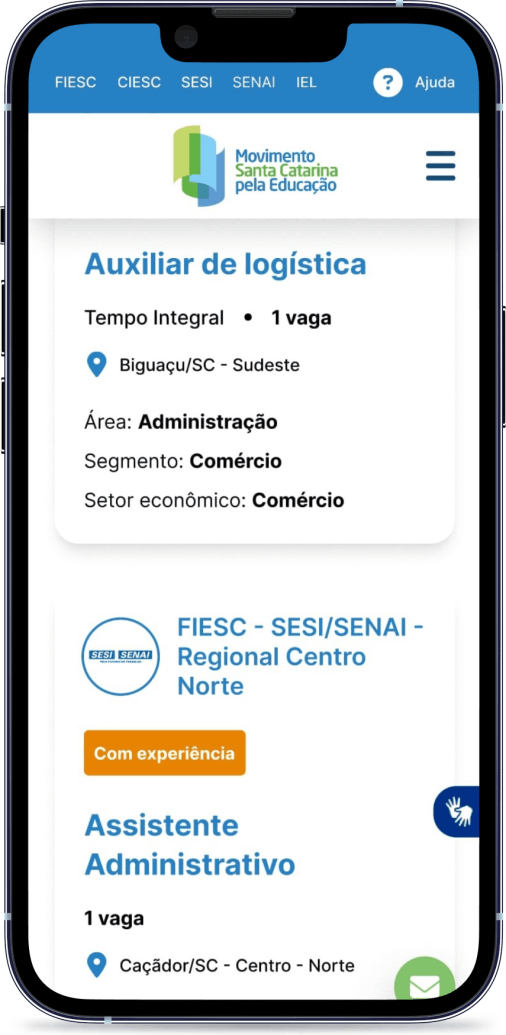 FIESC CIESC SESI SENAI IEL ? Ajuda
Movimento
Santa Catarina
pela Educação
Auxiliar de logística
Tempo Integral • 1 vaga
Biguaçu/SC - Sudeste
Área: Administração
Segmento: Comércio
Setor econômico: Comércio
SESI SENAI
FIESC - SESI/SENAI -
Regional Centro
Norte
Com experiência
Assistente
Administrativo
1 vaga
Caçãdor/SC - Centro - Norte